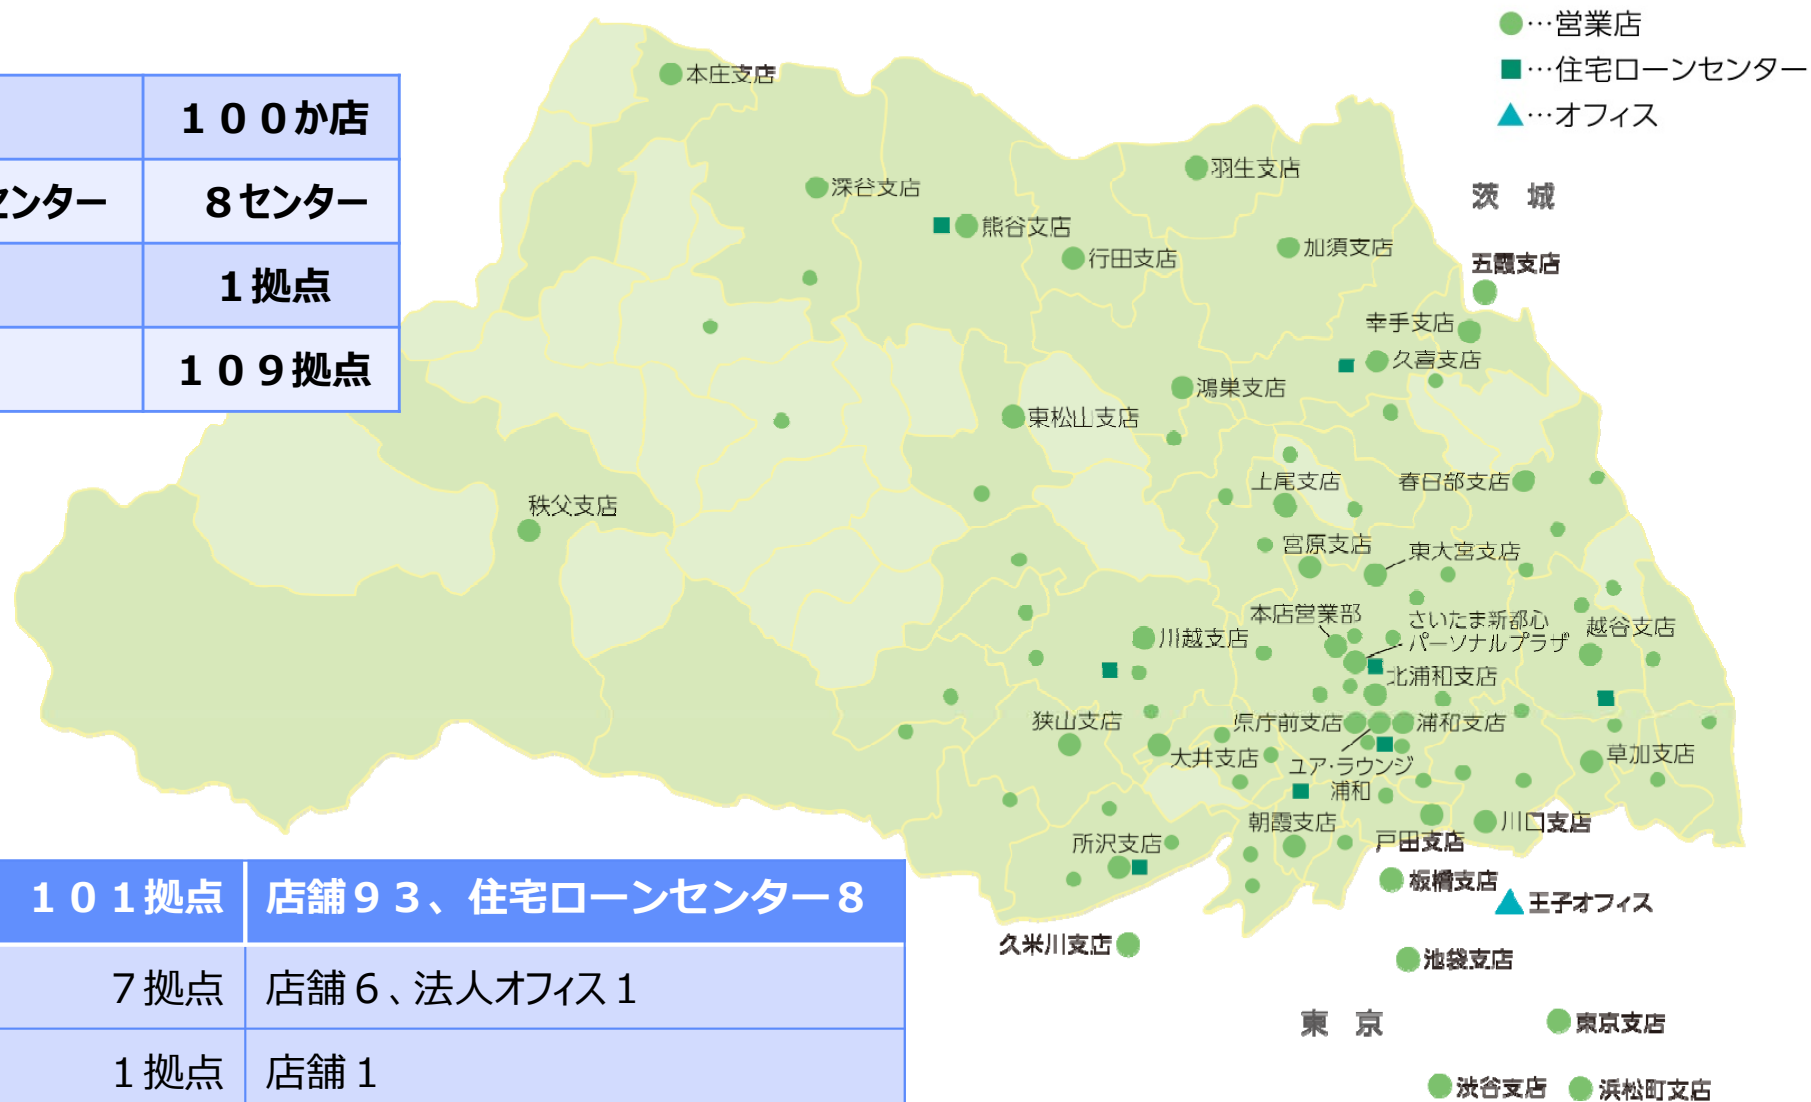 ●…営業店
■…住宅ローンセンター
▲…オフィス
１００か店
センター
８センター
１拠点
１０９拠点
本庄支店
深谷支店
羽生支店
熊谷支店
行田支店
加須支店
茨 城
五霞支店
幸手支店
久喜支店
鴻巣支店
東松山支店
秩父支店
上尾支店
春日部支店
宮原支店
東大宮支店
本店営業部
さいたま新都心
パーソナルプラザ
越谷支店
川越支店
北浦和支店
狭山支店
県庁前支店
浦和支店
大井支店
ユア・ラウンジ
浦和
草加支店
朝霞支店
川口支店
所沢支店
戸田支店
板橋支店
王子オフィス
久米川支店
池袋支店
東 京
東京支店
渋谷支店
浜松町支店
１０１拠点
店舗９３、住宅ローンセンター８
７拠点
店舗６、法人オフィス１
１拠点
店舗１